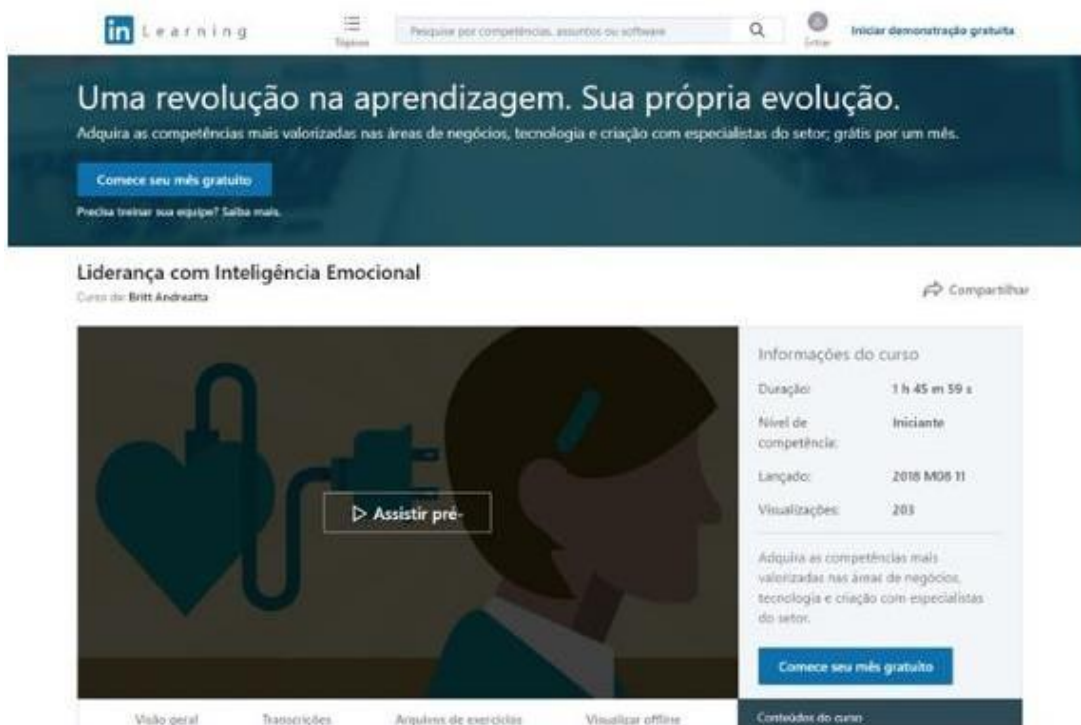 in Learning
Tópicos
Pesquise por competências, assuntos ou software
Entrar
Iniciar demonstração gratuita
Uma revolução na aprendizagem. Sua própria evolução.
Adquira as competências mais valorizadas nas áreas de negócios, tecnologia e criação com especialistas do setor; grátis por um mês.
Comece seu mês gratuito
Precisa treinar sua equipe? Saiba mais.
Liderança com Inteligência Emocional
Curso de: Britt Andreatta
Compartilhar
Assistir pré-
Informações do curso
Duração: 1 h 45 m 59 s
Nível de Iniciante
competência:
Lançado: 2018 M08 11
Visualizações: 203
Adquira as competências mais
valorizadas nas áreas de negócios,
tecnologia e criação com especialistas
do setor.
Comece seu mês gratuito
Visão geral Transcrições Arquivos de exercícios Visualizar offline
Conteúdos do curso